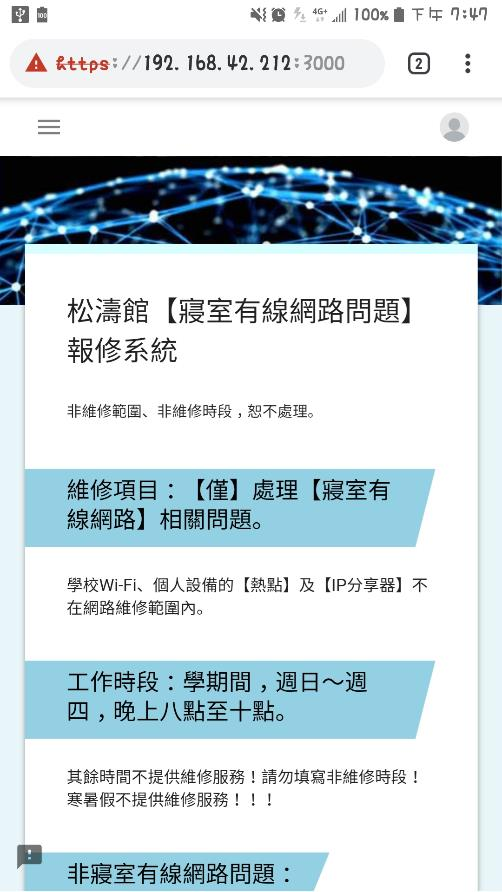 100% 下午 7:47
https://192.168.42.212:3000
2
松濤館【寢室有線網路問題】
報修系統
非維修範圍、非維修時段，恕不處理。
維修項目：【僅】處理【寢室有
線網路】相關問題。
學校Wi-Fi、個人設備的【熱點】及【IP分享器】不
在網路維修範圍內。
工作時段：學期間，週日～週
四，晚上八點至十點。
其餘時間不提供維修服務！請勿填寫非維修時段！
寒暑假不提供維修服務！！！
非寢室有線網路問題：